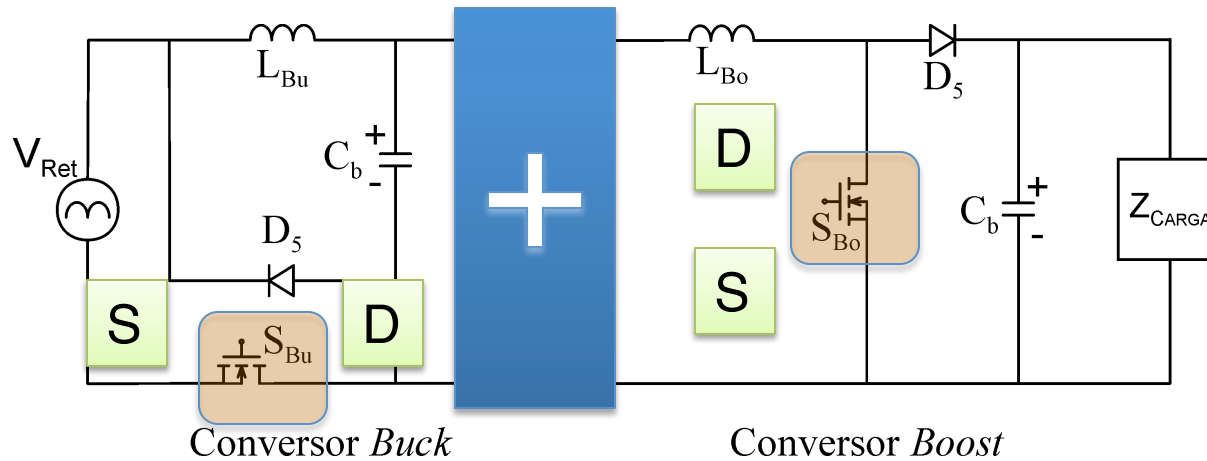 L_Bu
V_Ret
C_b
+
-
D_5
S
D
S_Bu
Conversor Buck
+
L_Bo
D_5
D
S
S_Bo
C_b
+
-
Z_CARGA
Conversor Boost